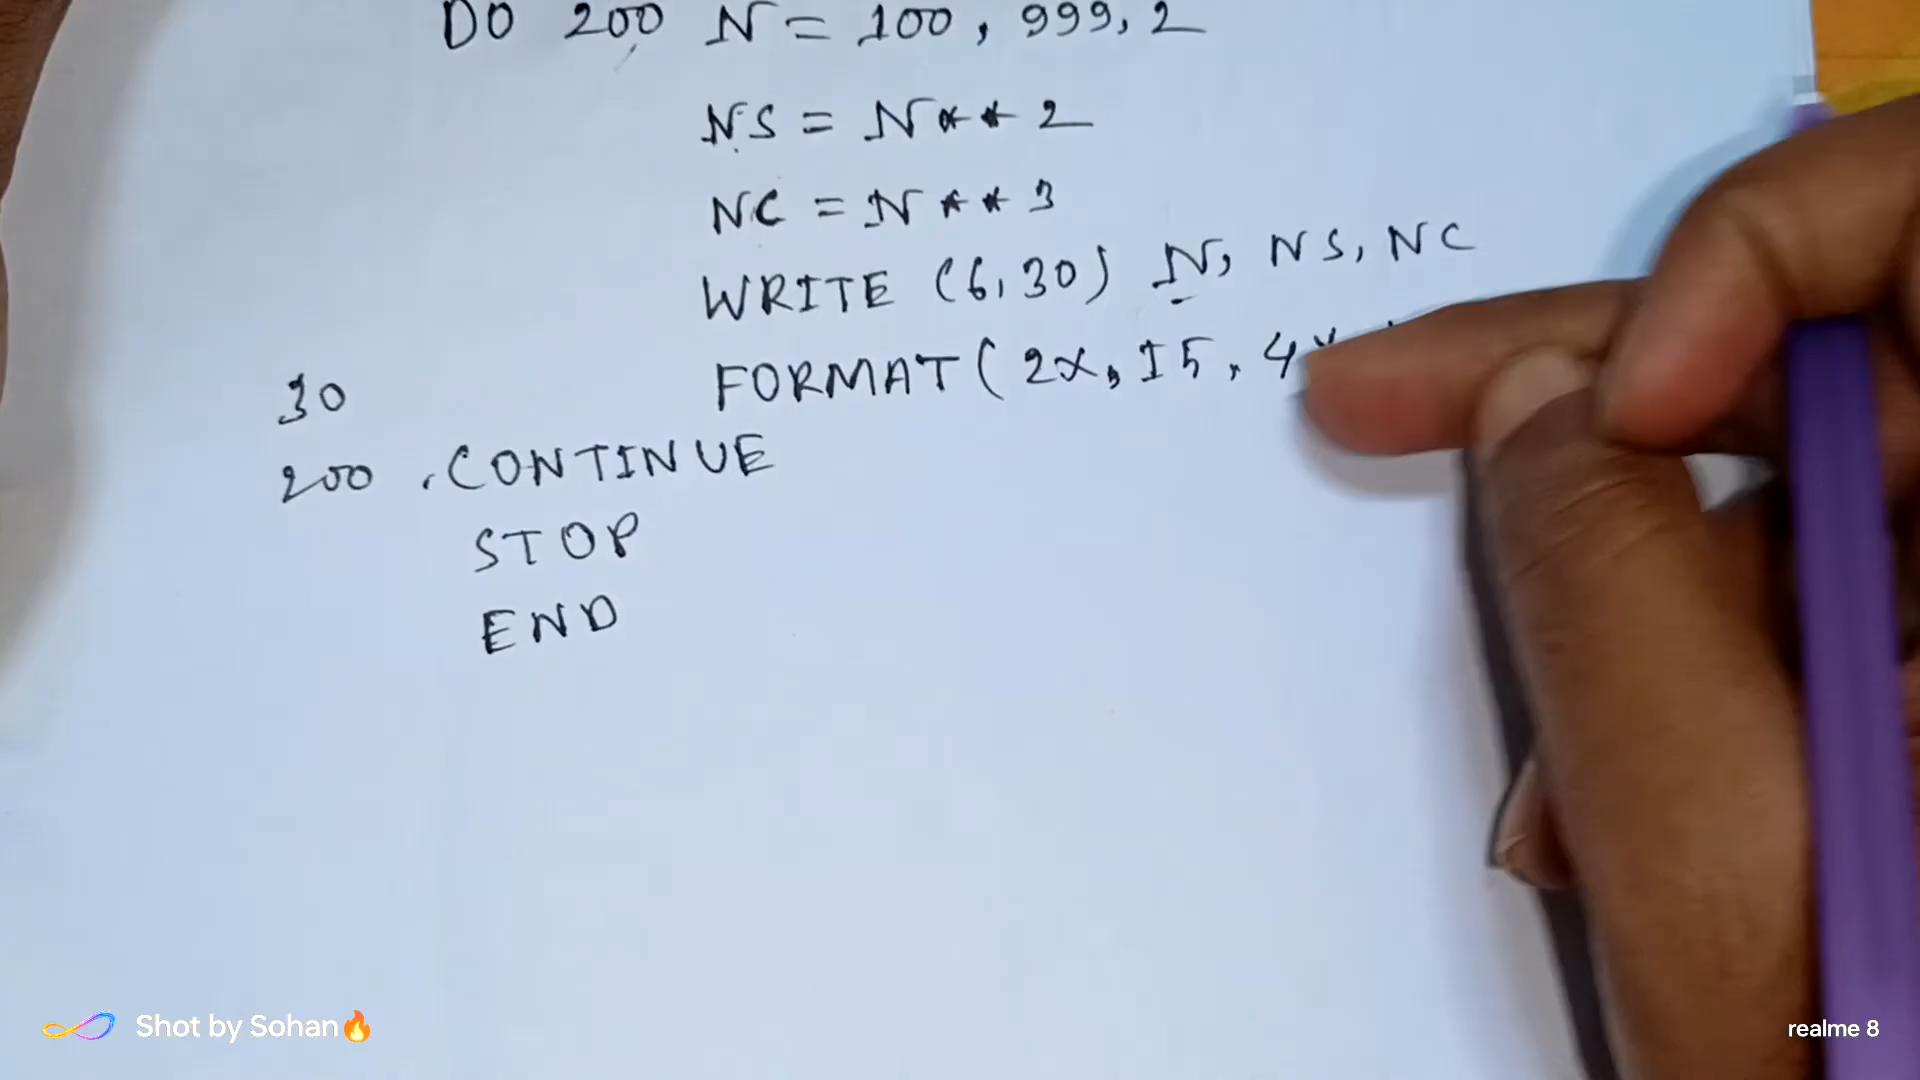 DO 200 N = 100, 999, 2
NS = N ** 2
NC = N ** 3
WRITE (6,30) N, NS, NC
30 FORMAT ( 2X, I5, 4X
200 CONTINUE
STOP
END
Shot by Sohan🔥
realme 8